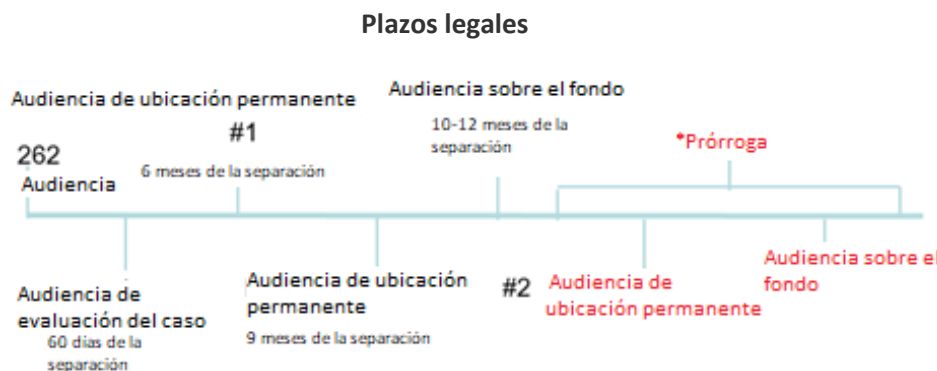 Plazos legales
Audiencia de ubicación permanente
#1
6 meses de la separación
Audiencia sobre el fondo
10-12 meses de la
separación
*Prórroga
262
Audiencia
Audiencia de
evaluación del caso
60 días de la
separación
Audiencia de ubicación
permanente
9 meses de la separación
#2
Audiencia de
ubicación permanente
Audiencia sobre el
fondo